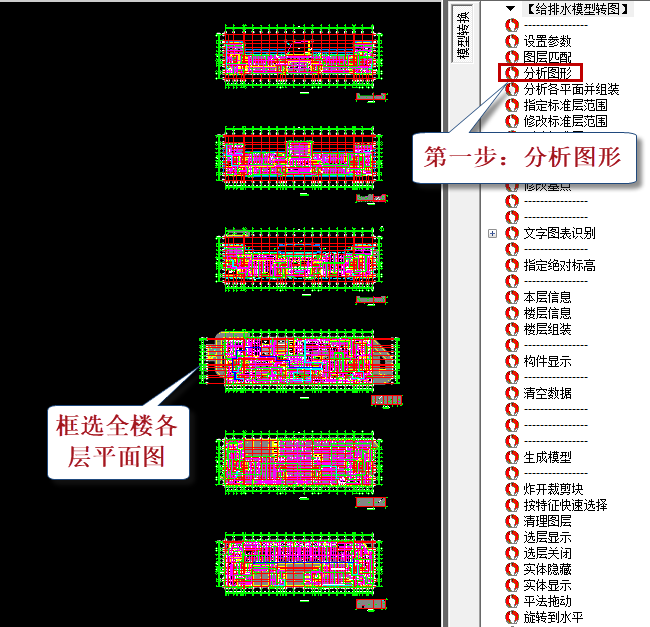 模型转换
【给排水模型转图】
设置参数
图层匹配
分析图形
分析各平面并组装
指定标准层范围
修改标准层范围
第一步：分析图形
修改基点
文字图表识别
指定绝对标高
本层信息
楼层信息
楼层组装
构件显示
清空数据
生成模型
炸开裁剪块
按特征快速选择
清理图层
选层显示
选层关闭
实体隐藏
实体显示
平法拖动
旋转到水平
框选全楼各
层平面图